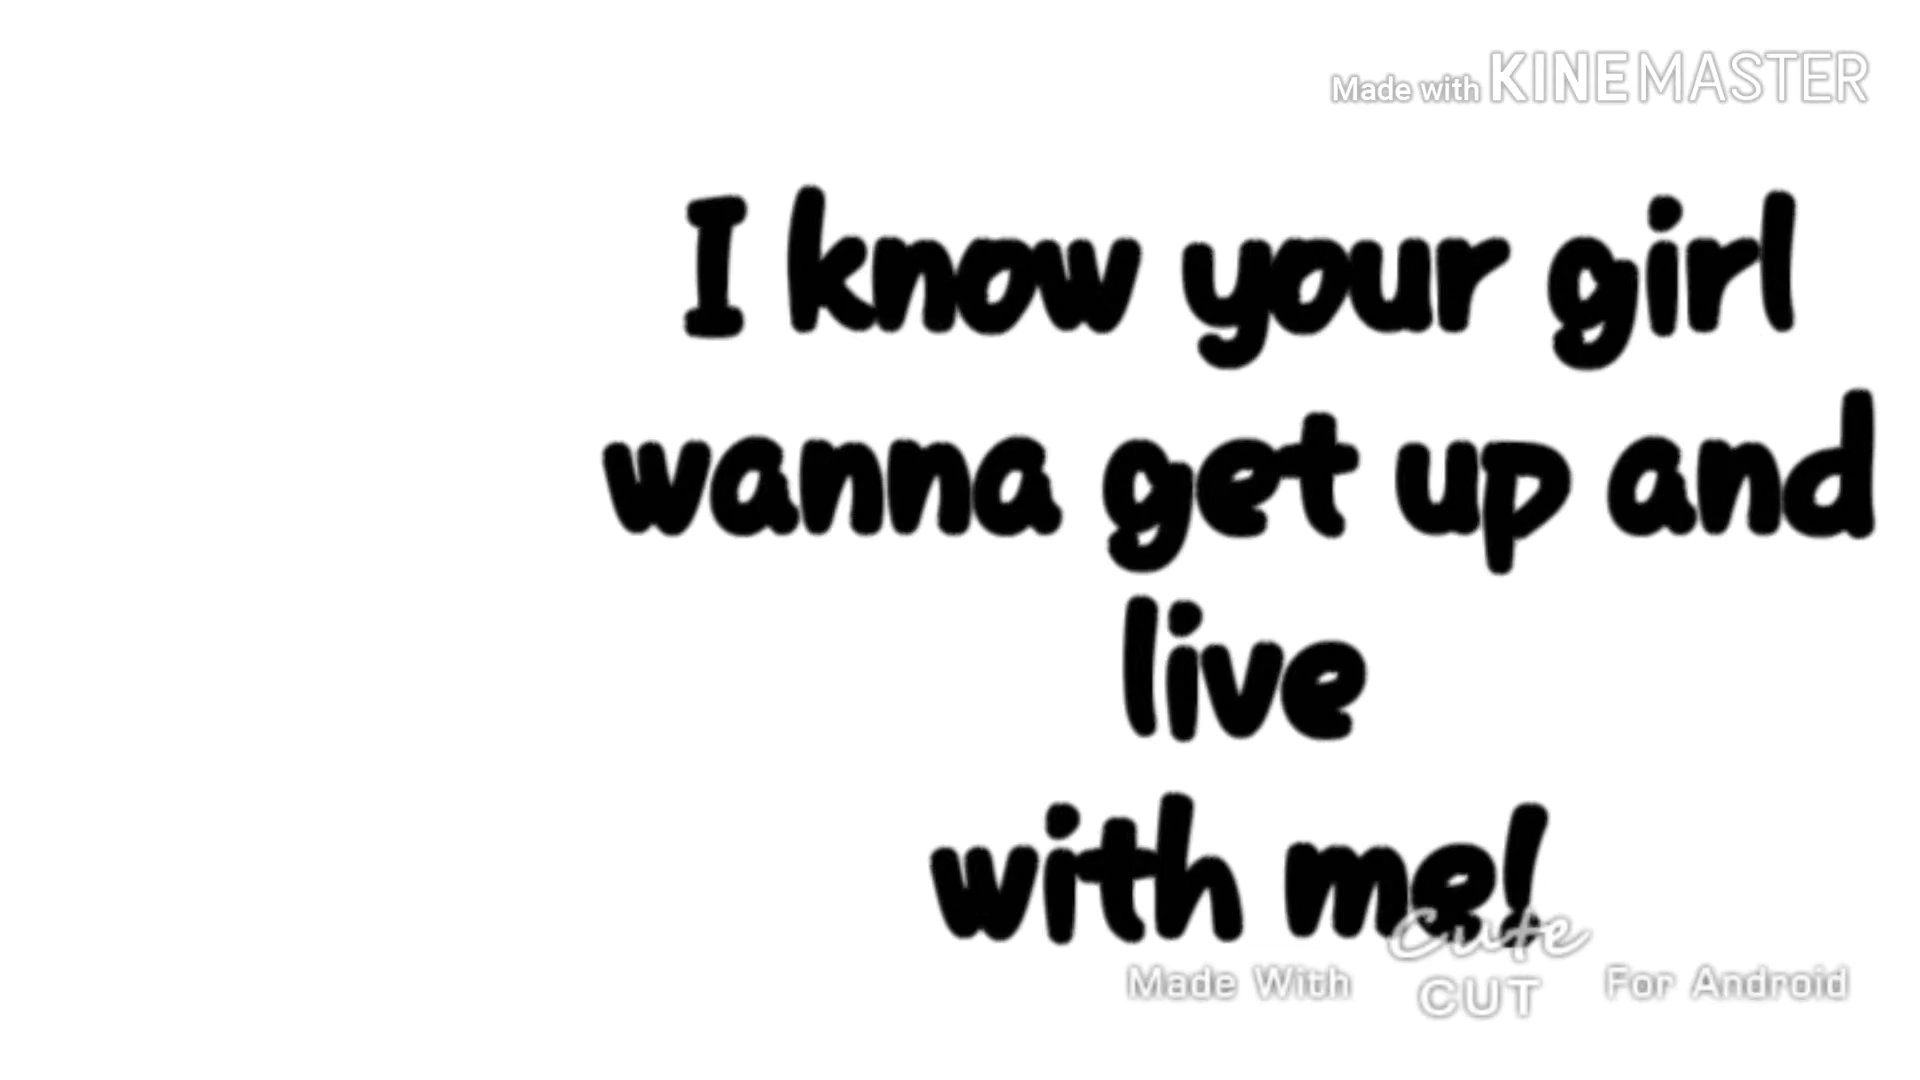 Made with KINEMASTER
I know your girl
wanna get up and
live
with me!
Cute
Made With CUT For Android